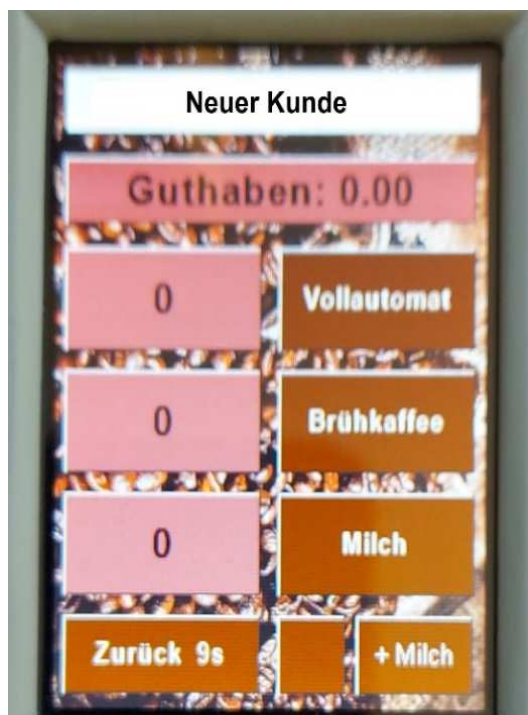 Neuer Kunde
Guthaben: 0.00
0 Vollautomat
0 Brühkaffee
0 Milch
Zurück 9s + Milch